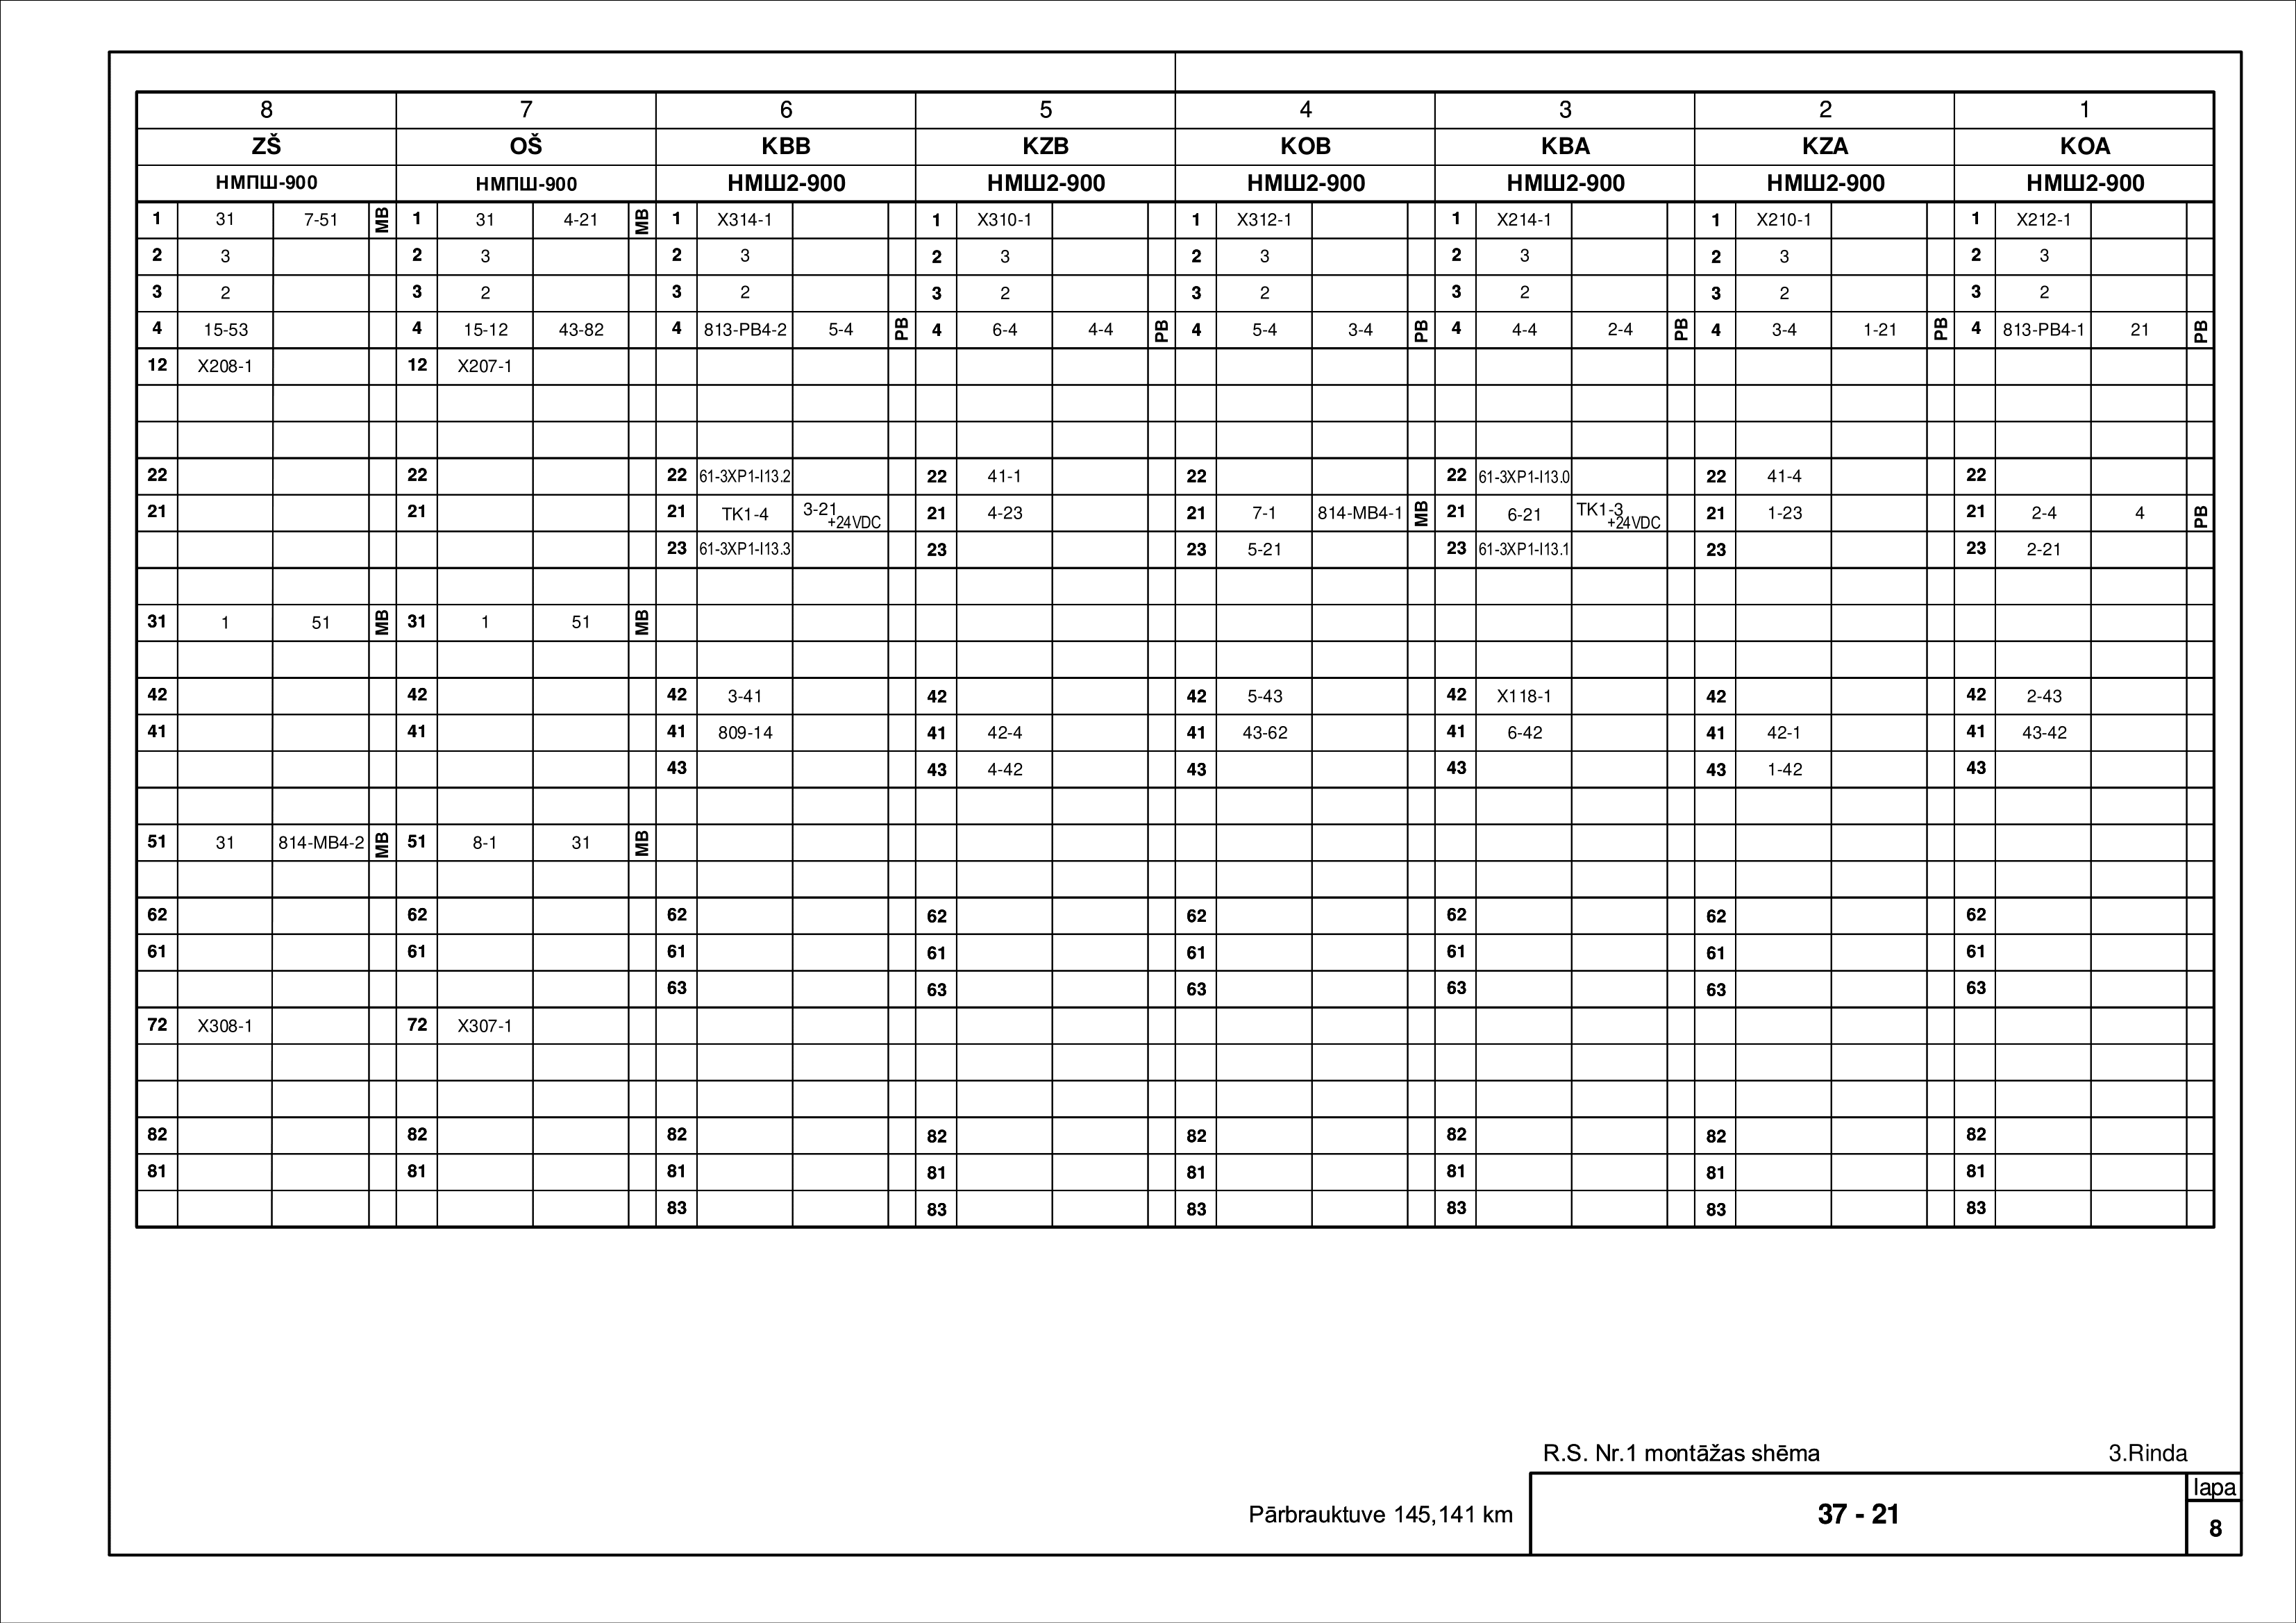 8 7 6 5 4 3 2 1
ZŠ OŠ KBB KZB KOB KBA KZA KOA
НМПШ-900 НМПШ-900 НМШ2-900 НМШ2-900 НМШ2-900 НМШ2-900 НМШ2-900 НМШ2-900
1 31 7-51 MB 1 31 4-21 MB 1 X314-1 1 X310-1 1 X312-1 1 X214-1 1 X210-1 1 X212-1
2 3 2 3 2 3 2 3 2 3 2 3 2 3 2 3
3 2 3 2 3 2 3 2 3 2 3 2 3 2 3 2
4 15-53 4 15-12 43-82 4 813-PB4-2 5-4 PB 4 6-4 4-4 PB 4 5-4 3-4 PB 4 4-4 2-4 PB 4 3-4 1-21 PB 4 813-PB4-1 21 PB
12 X208-1 12 X207-1
22 22 22 61-3XP1-I13.2 22 41-1 22 22 61-3XP1-I13.0 22 41-4 22
21 21 21 TK1-4 3-21 +24VDC 21 4-23 21 7-1 814-MB4-1 MB 21 6-21 TK1-3 +24VDC 21 1-23 21 2-4 4 PB
23 61-3XP1-I13.3 23 23 5-21 23 61-3XP1-I13.1 23 23 2-21
31 1 51 MB 31 1 51 MB
42 42 42 3-41 42 42 5-43 42 X118-1 42 42 2-43
41 41 41 809-14 41 42-4 41 43-62 41 6-42 41 42-1 41 43-42
43 43 4-42 43 43 43 1-42 43
51 31 814-MB4-2 MB 51 8-1 31 MB
62 62 62 62 62 62 62 62
61 61 61 61 61 61 61 61
63 63 63 63 63 63
72 X308-1 72 X307-1
82 82 82 82 82 82 82 82
81 81 81 81 81 81 81 81
83 83 83 83 83 83
R.S. Nr.1 montāžas shēma 3.Rinda
lapa
Pārbrauktuve 145,141 km 37 - 21
8